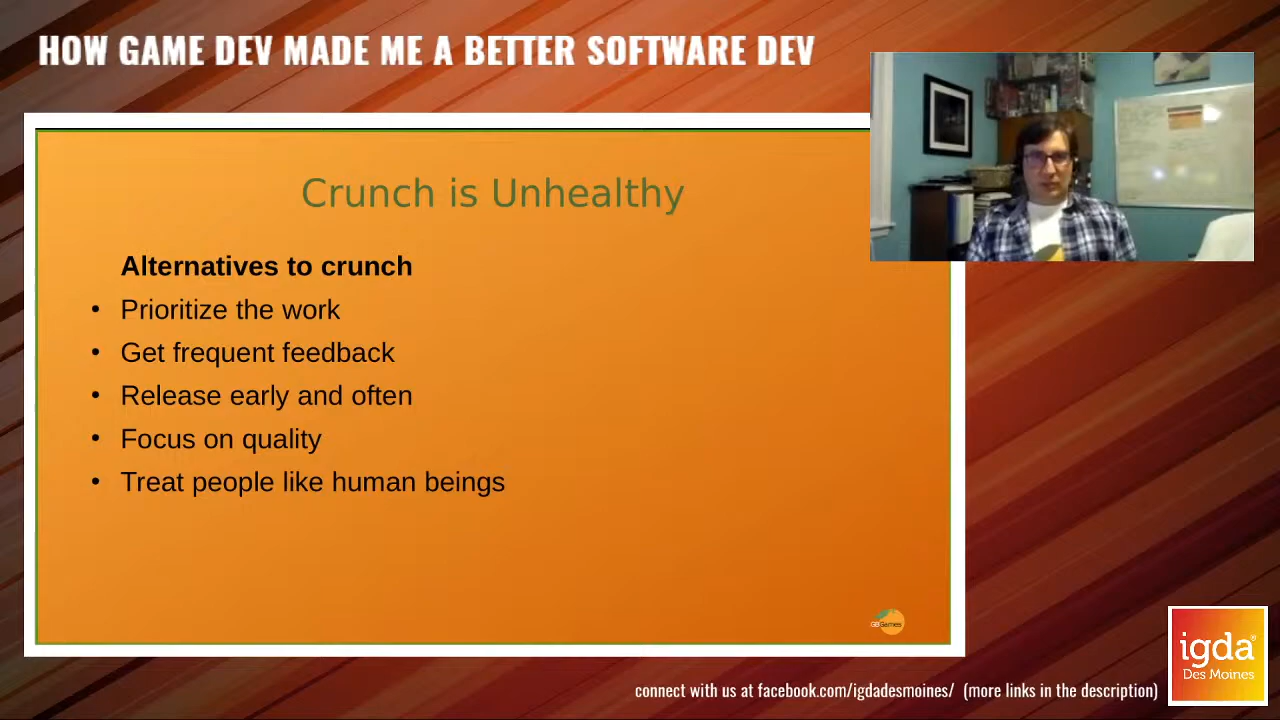 HOW GAME DEV MADE ME A BETTER SOFTWARE DEV
Crunch is Unhealthy
Alternatives to crunch
• Prioritize the work
• Get frequent feedback
• Release early and often
• Focus on quality
• Treat people like human beings
GBGames
igda®
Des Moines
connect with us at facebook.com/igdadesmoines/ (more links in the description)